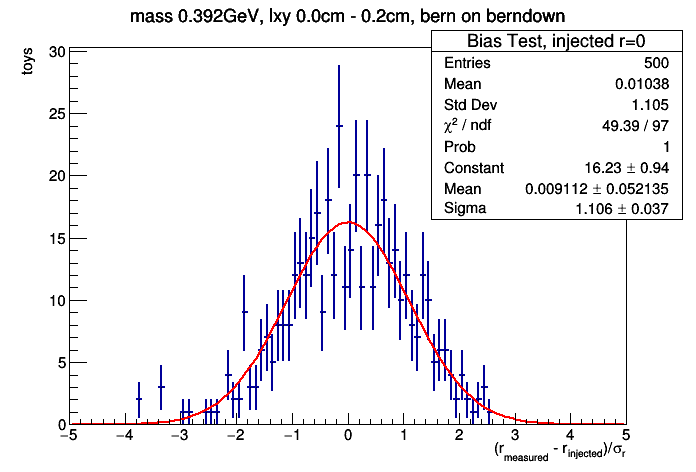 mass 0.392GeV, lxy 0.0cm - 0.2cm, bern on berndown
Bias Test, injected r=0
Entries 500
Mean 0.01038
Std Dev 1.105
χ² / ndf 49.39 / 97
Prob 1
Constant 16.23 ± 0.94
Mean 0.009112 ± 0.052135
Sigma 1.106 ± 0.037
toys
30
25
20
15
10
5
0
−5 −4 −3 −2 −1 0 1 2 3 4 5
(r_measured - r_injected)/σ_r